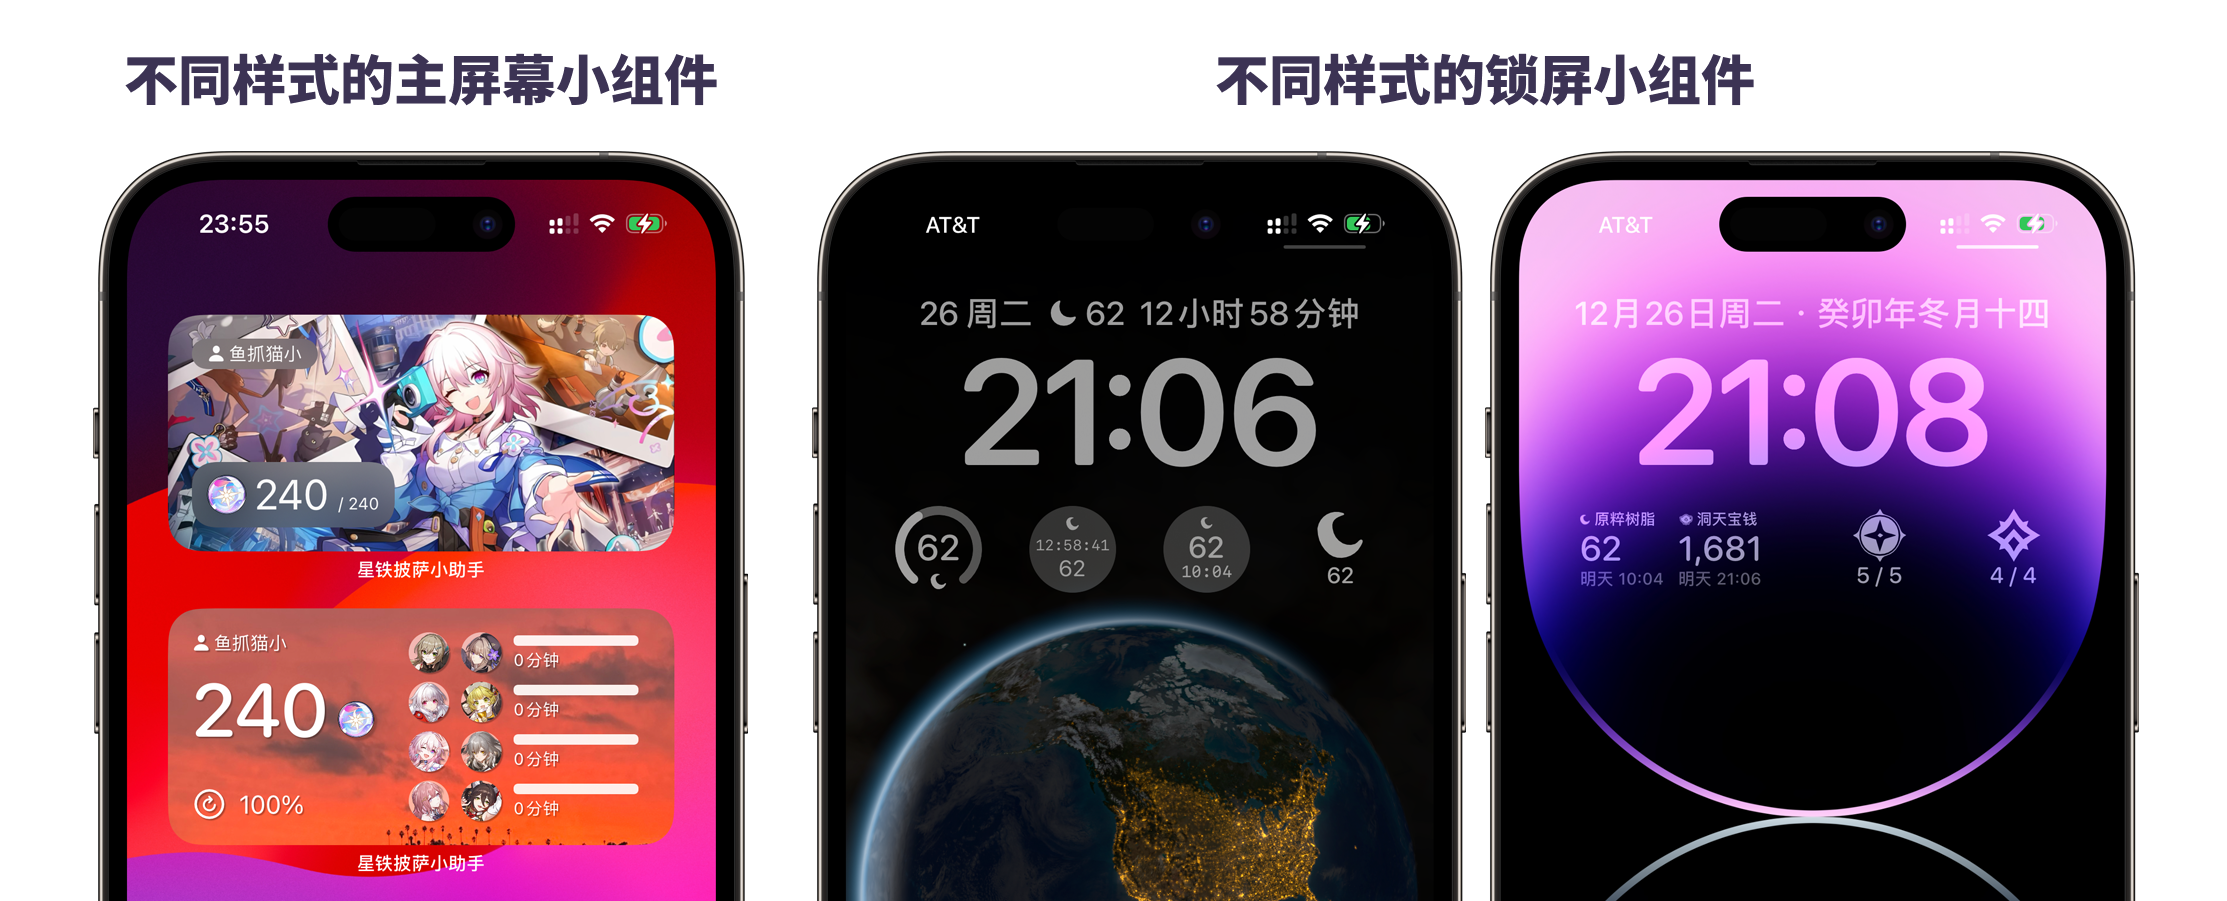 不同样式的主屏幕小组件
不同样式的锁屏小组件
23:55
鱼抓猫小
240 / 240
星铁披萨小助手
鱼抓猫小
240
100%
0分钟
0分钟
0分钟
0分钟
星铁披萨小助手
AT&T
26 周二 62 12小时58分钟
21:06
62
12:58:41
62
62
10:04
62
AT&T
12月26日周二 · 癸卯年冬月十四
21:08
原粹树脂
62
明天 10:04
洞天宝钱
1,681
明天 21:06
5 / 5
4 / 4